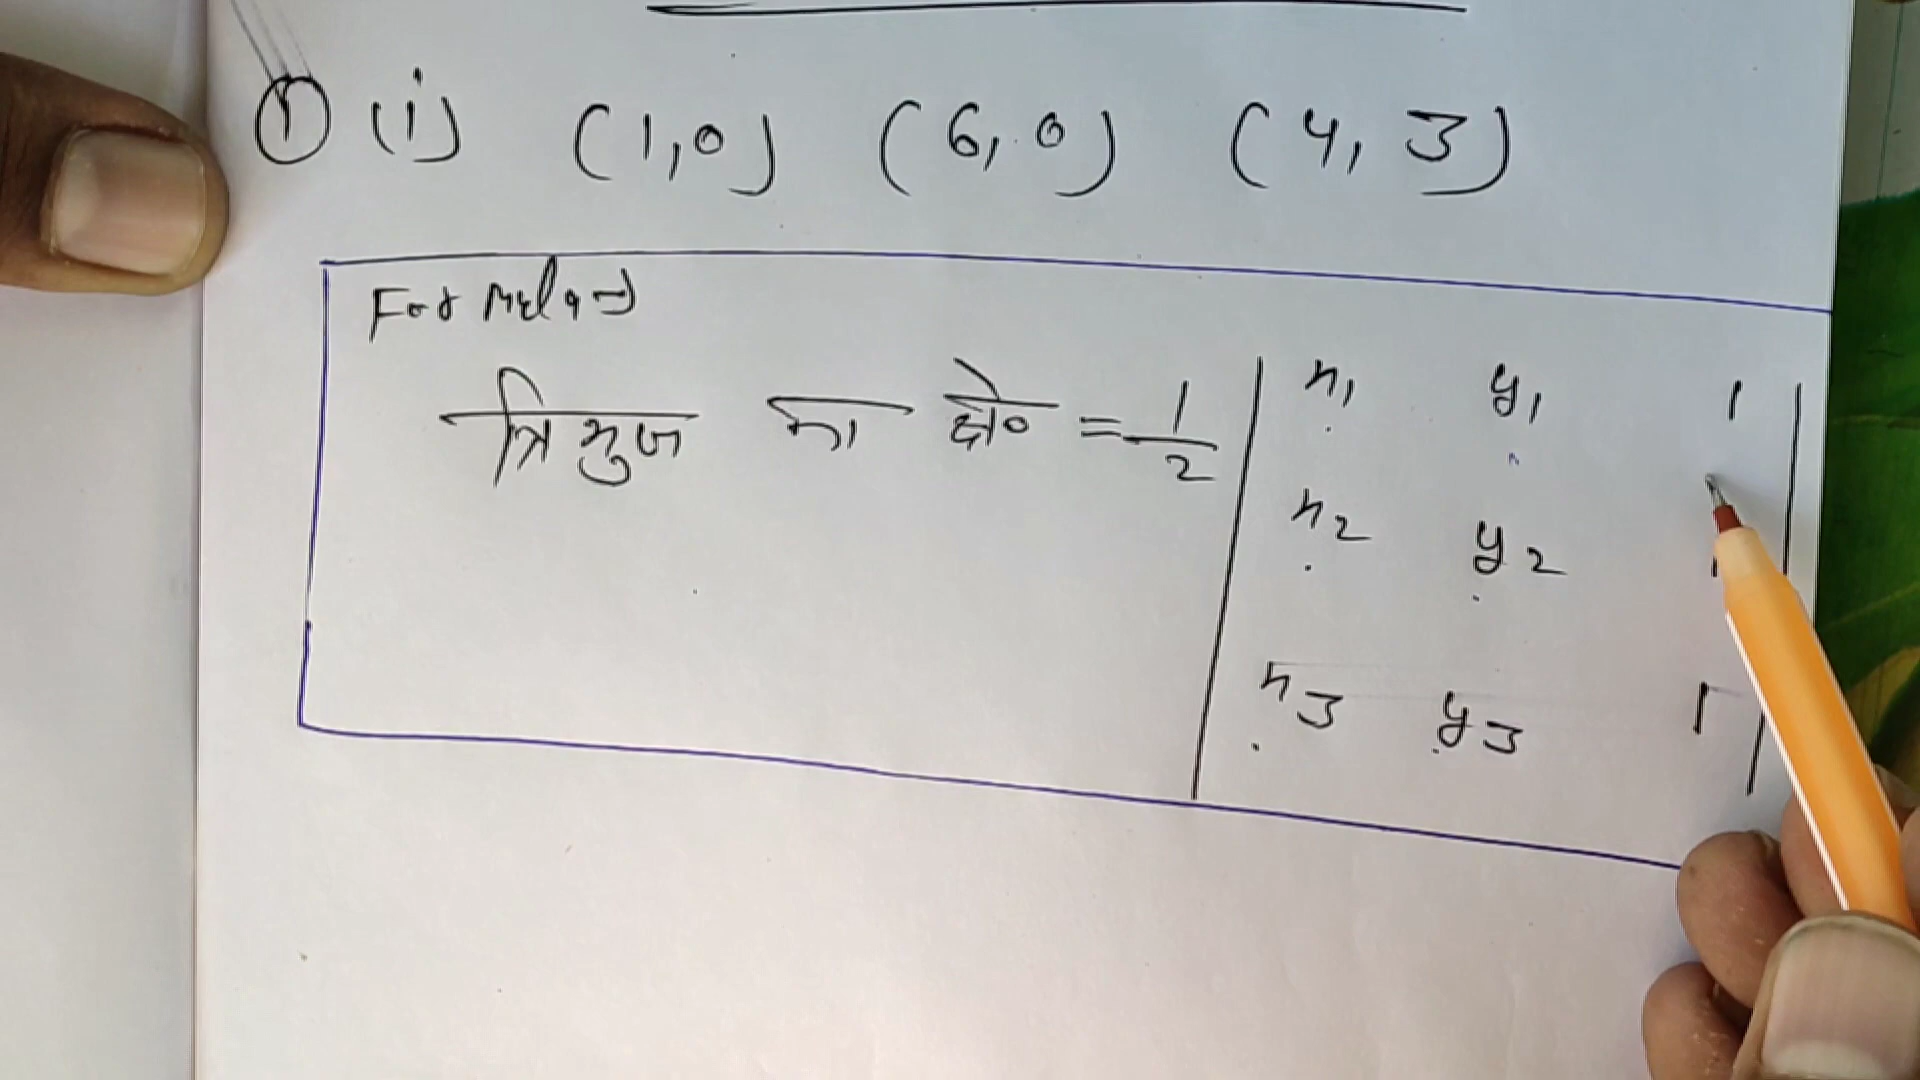 ① (i) (1,0) (6,0) (4,3)
Formula→
त्रिभुज का क्षे० = 1/2 | x1 y1 1 |
x2 y2 1
x3 y3 1